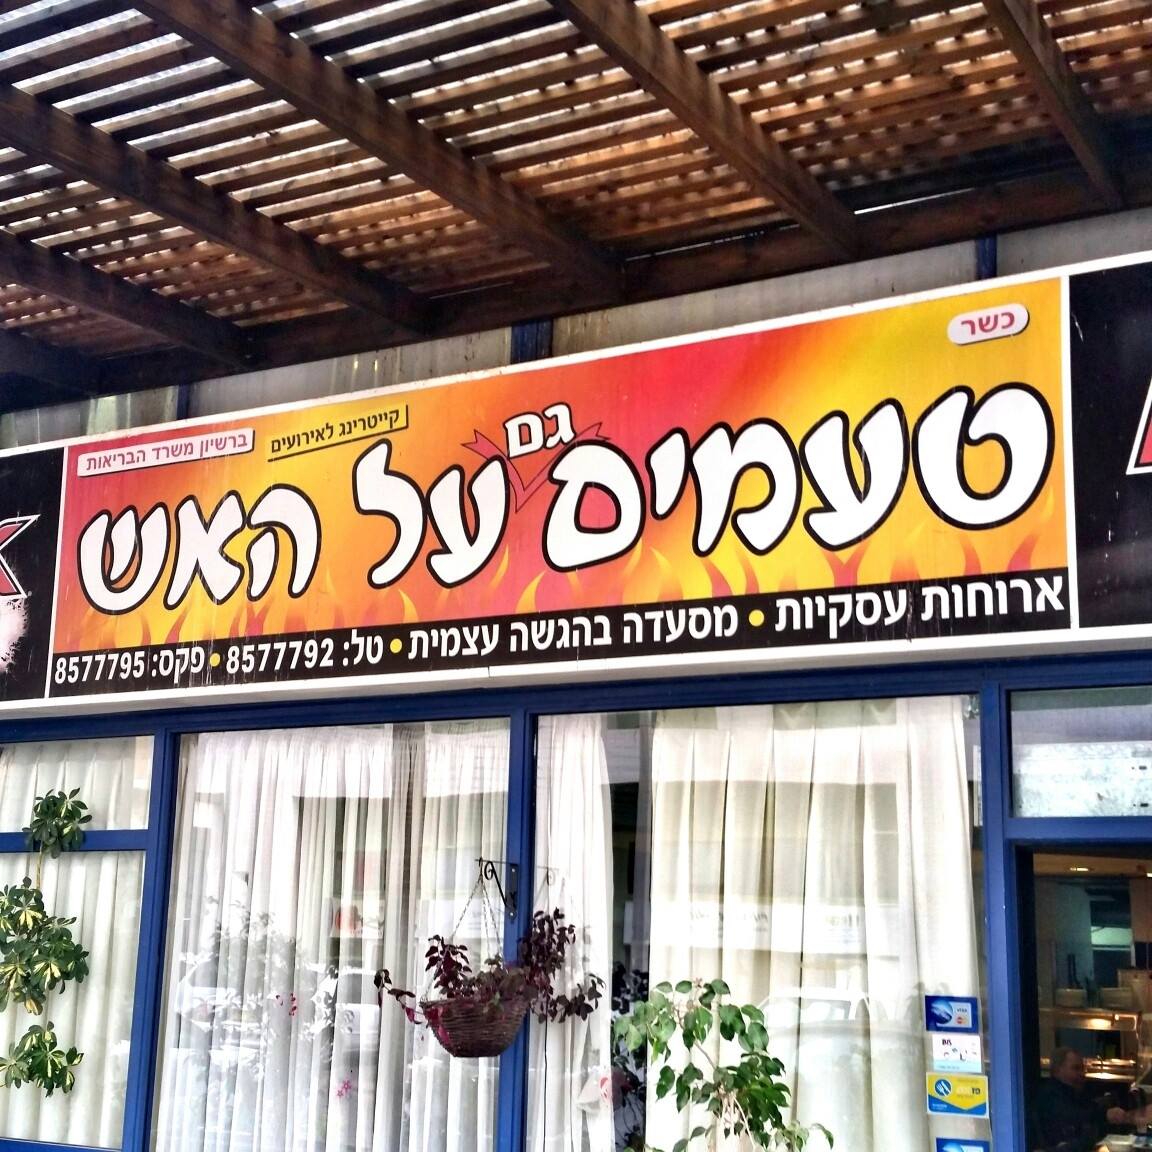 כשר
קייטרינג לאירועים
ברשיון משרד הבריאות
גם
טעמים על האש
ארוחות עסקיות • מסעדה בהגשה עצמית • טל: 8577792 • פקס: 8577795
VISA